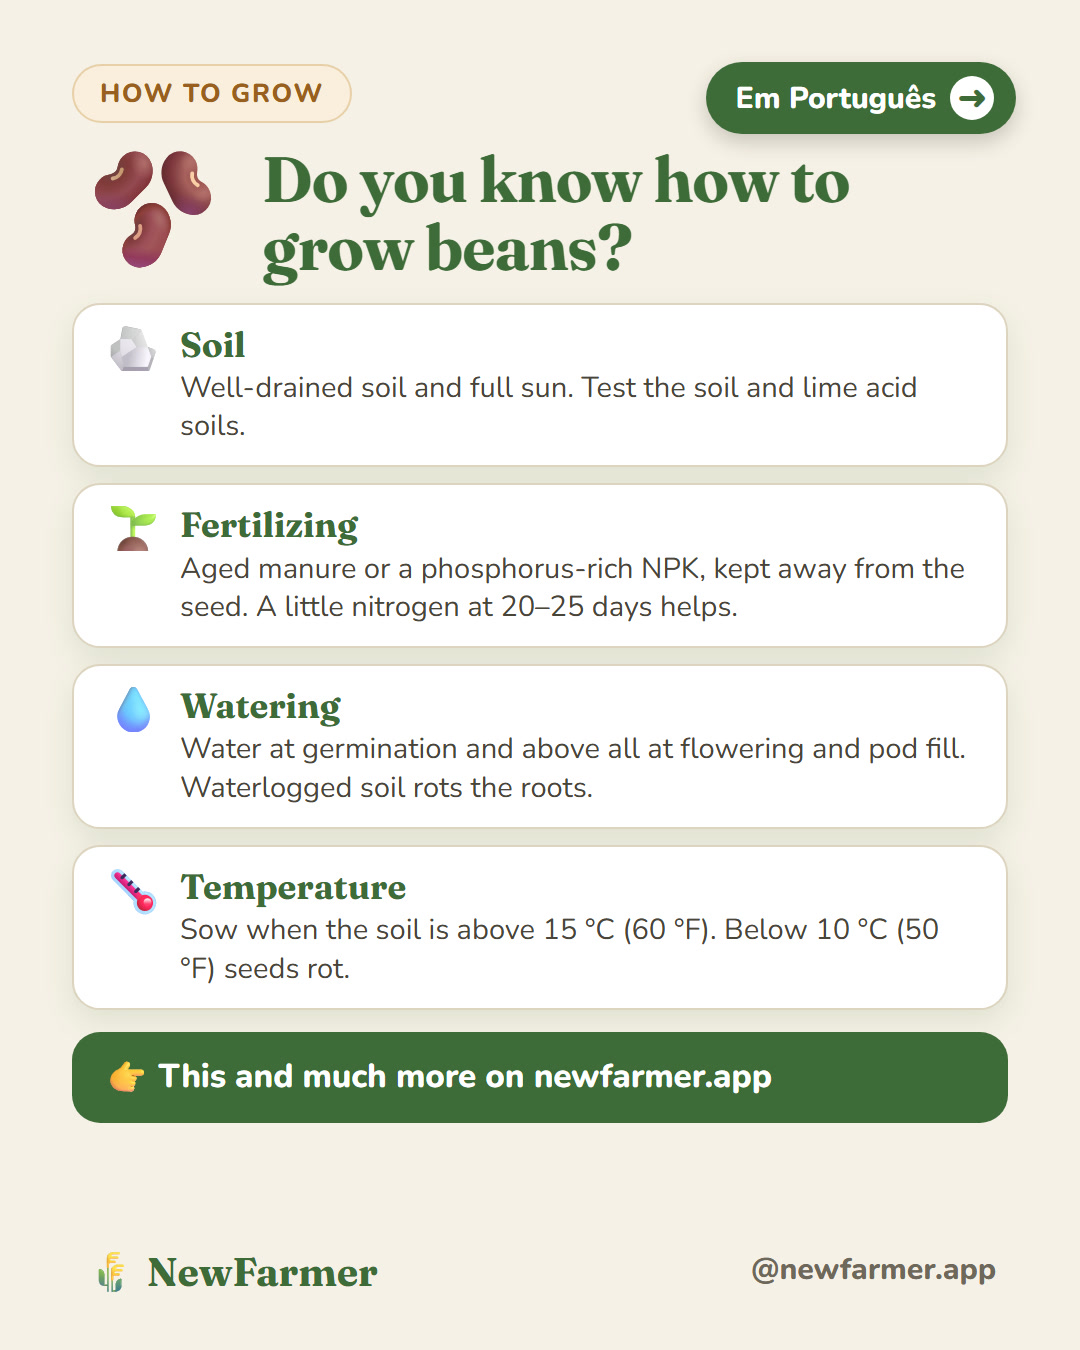 HOW TO GROW
Em Português
Do you know how to
grow beans?
Soil
Well-drained soil and full sun. Test the soil and lime acid
soils.
Fertilizing
Aged manure or a phosphorus-rich NPK, kept away from the
seed. A little nitrogen at 20–25 days helps.
Watering
Water at germination and above all at flowering and pod fill.
Waterlogged soil rots the roots.
Temperature
Sow when the soil is above 15 °C (60 °F). Below 10 °C (50
°F) seeds rot.
This and much more on newfarmer.app
NewFarmer
@newfarmer.app